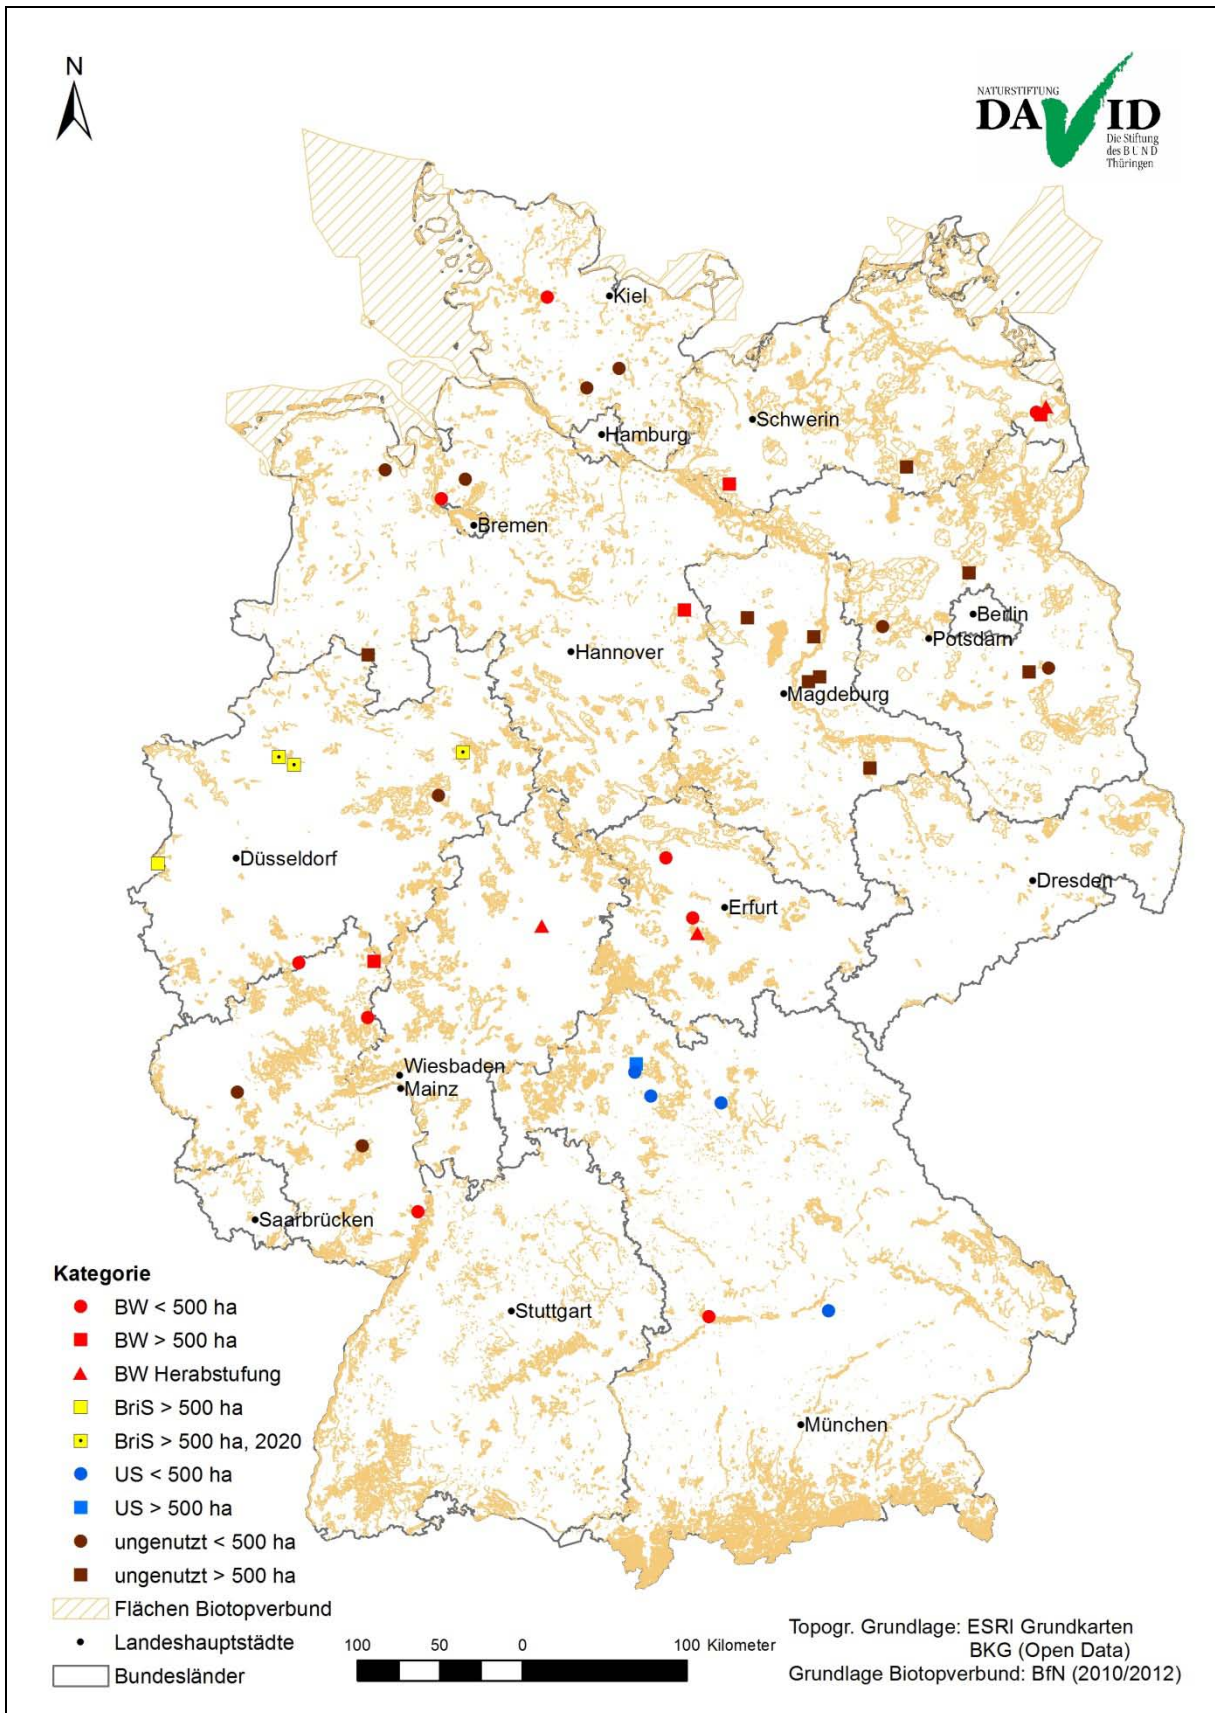 N
NATURSTIFTUNG
DAVID
Die Stiftung
des BUND
Thüringen
Kiel
Schwerin
Hamburg
Bremen
Berlin
Potsdam
Hannover
Magdeburg
Düsseldorf
Dresden
Erfurt
Wiesbaden
Mainz
Saarbrücken
Stuttgart
München
Kategorie
BW < 500 ha
BW > 500 ha
BW Herabstufung
BriS > 500 ha
BriS > 500 ha, 2020
US < 500 ha
US > 500 ha
ungenutzt < 500 ha
ungenutzt > 500 ha
Flächen Biotopverbund
Landeshauptstädte
Bundesländer
100 50 0 100 Kilometer
Topogr. Grundlage: ESRI Grundkarten
BKG (Open Data)
Grundlage Biotopverbund: BfN (2010/2012)